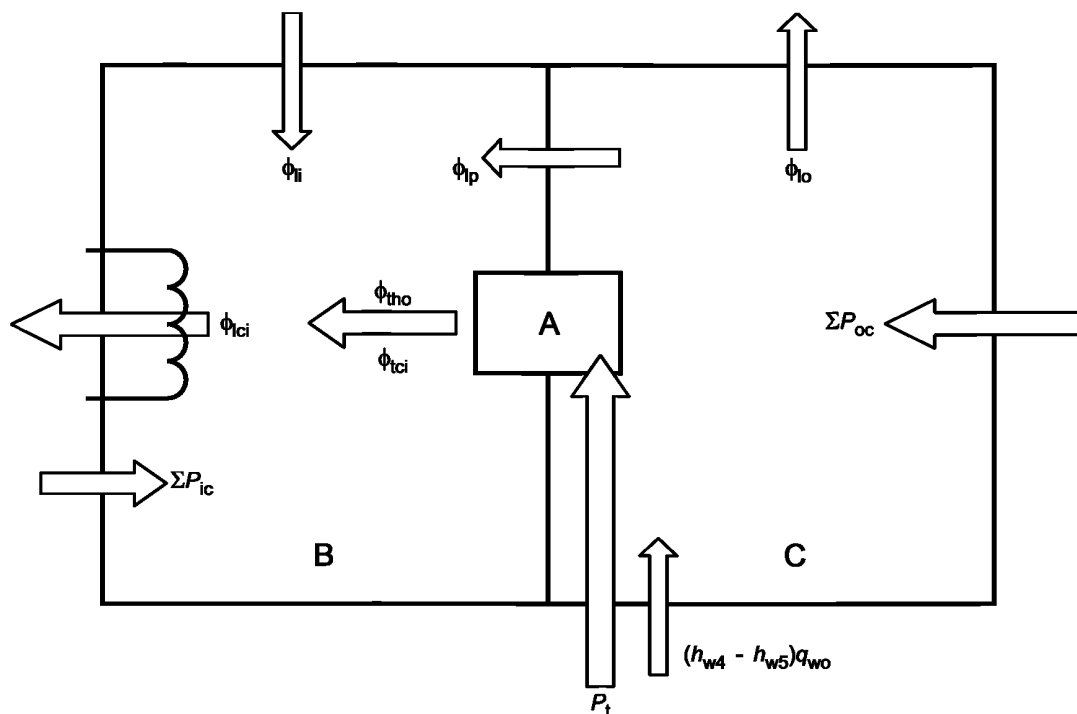 ϕli
ϕlp
ϕlo
ϕlci
ϕtho
ϕtci
A
ΣPoc
ΣPic
B
C
(hw4 - hw5)qwo
Pt